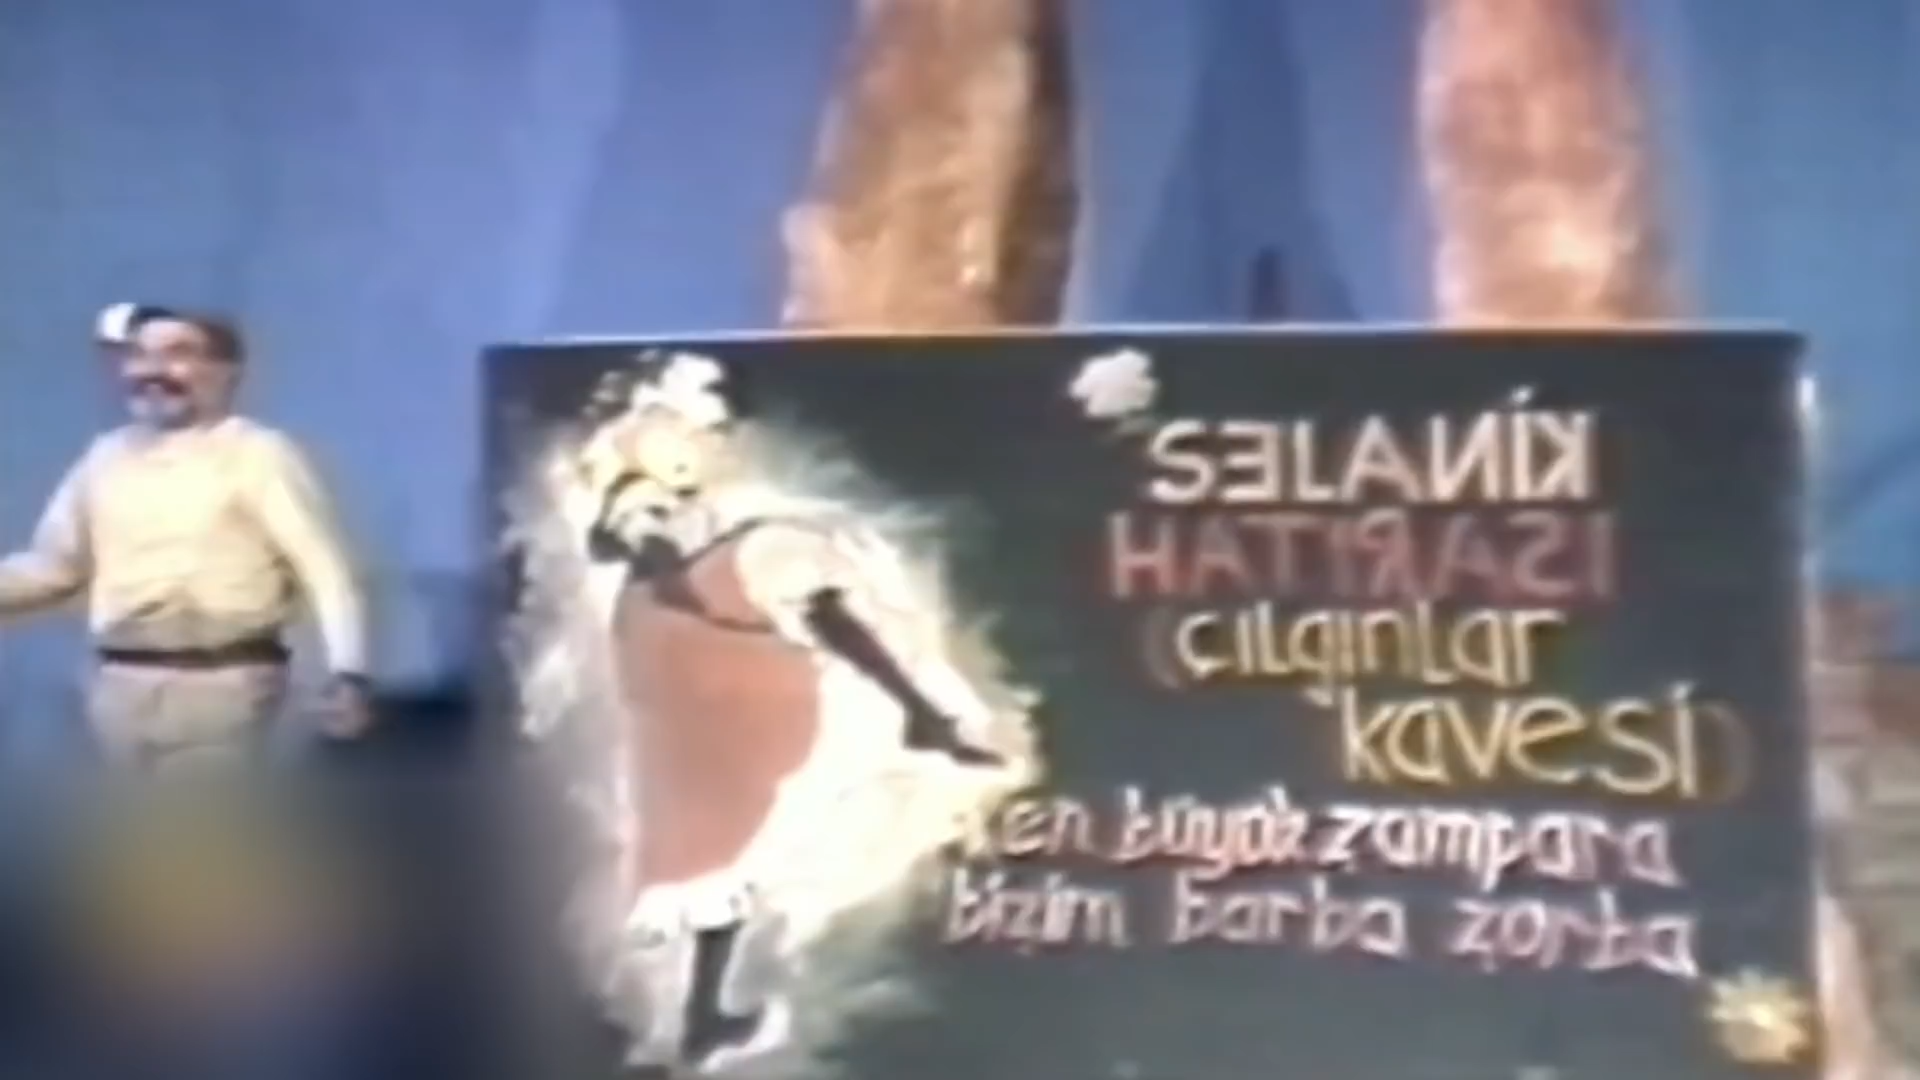 SELANİK
HATIRASI
çılgınlar
kavesi
en büyük zampara
bizim barba zorba